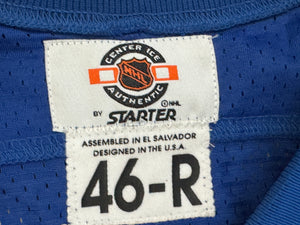 CENTER ICE
NHL
AUTHENTIC
©NHL
BY STARTER
ASSEMBLED IN EL SALVADOR
DESIGNED IN THE U.S.A.
46-R